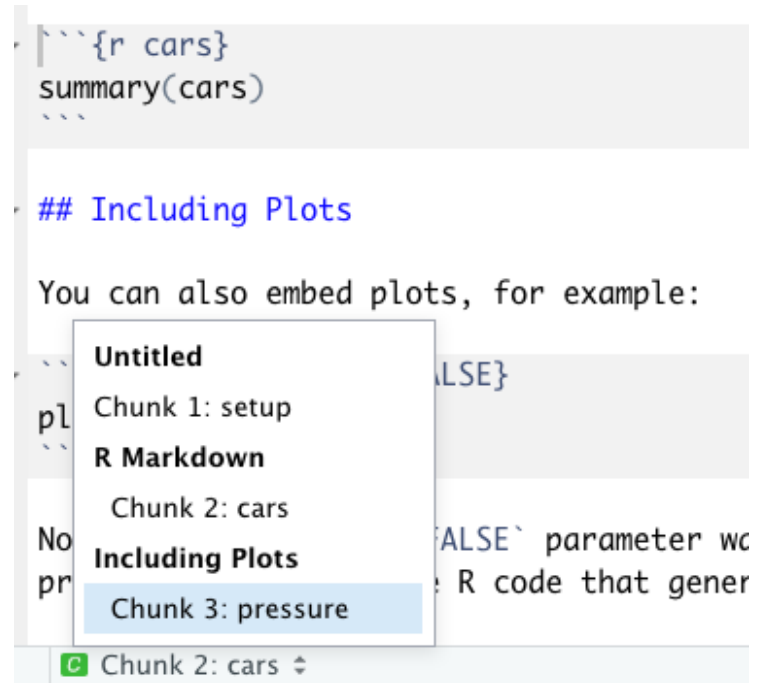 ```{r cars}
summary(cars)
```
## Including Plots
You can also embed plots, for example:
Untitled
Chunk 1: setup
R Markdown
Chunk 2: cars
Including Plots
Chunk 3: pressure
``` ALSE}
pl
```
No FALSE` parameter wa
pr R code that gener
C Chunk 2: cars